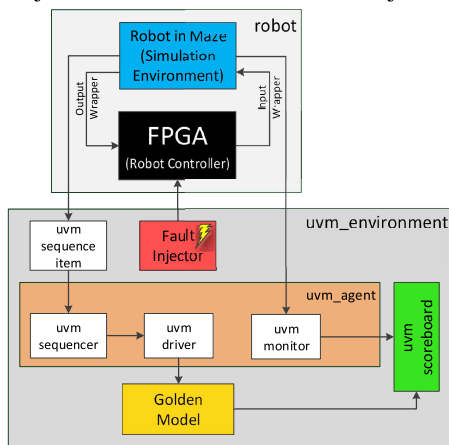 robot
Robot in Maze
(Simulation
Environment)
Output
Wrapper
Input
Wrapper
FPGA
(Robot Controller)
uvm_environment
uvm
sequence
item
Fault
Injector
uvm_agent
uvm
sequencer
uvm
driver
uvm
monitor
uvm
scoreboard
Golden
Model